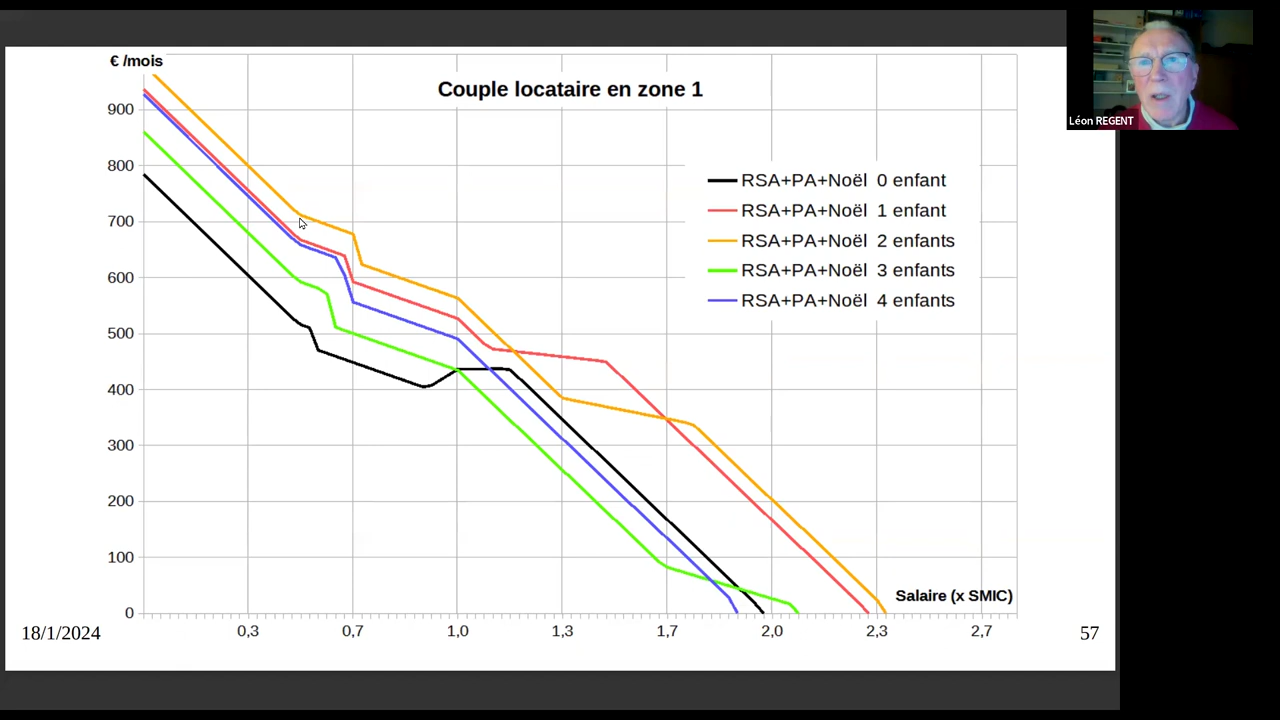 € /mois
Couple locataire en zone 1
Léon REGENT
900
800
700
600
500
400
300
200
100
0
RSA+PA+Noël 0 enfant
RSA+PA+Noël 1 enfant
RSA+PA+Noël 2 enfants
RSA+PA+Noël 3 enfants
RSA+PA+Noël 4 enfants
Salaire (x SMIC)
0,3 0,7 1,0 1,3 1,7 2,0 2,3 2,7
18/1/2024
57